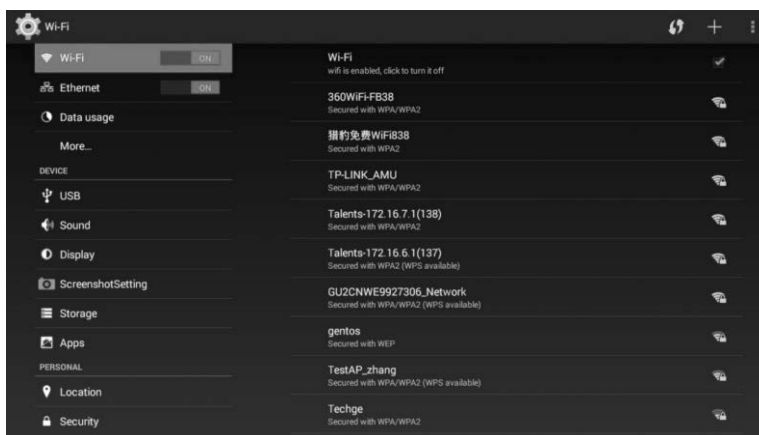 Wi-Fi
Wi-Fi
ON
Ethernet
ON
Data usage
More...
DEVICE
USB
Sound
Display
ScreenshotSetting
Storage
Apps
PERSONAL
Location
Security
Wi-Fi
wifi is enabled, click to turn it off
360WiFi-FB38
Secured with WPA/WPA2
猎豹免费WiFi838
Secured with WPA2
TP-LINK_AMU
Secured with WPA/WPA2
Talents-172.16.7.1(138)
Secured with WPA/WPA2
Talents-172.16.6.1(137)
Secured with WPA2 (WPS available)
GU2CNWE9927306_Network
Secured with WPA/WPA2 (WPS available)
gentos
Secured with WEP
TestAP_zhang
Secured with WPA/WPA2 (WPS available)
Techge
Secured with WPA/WPA2